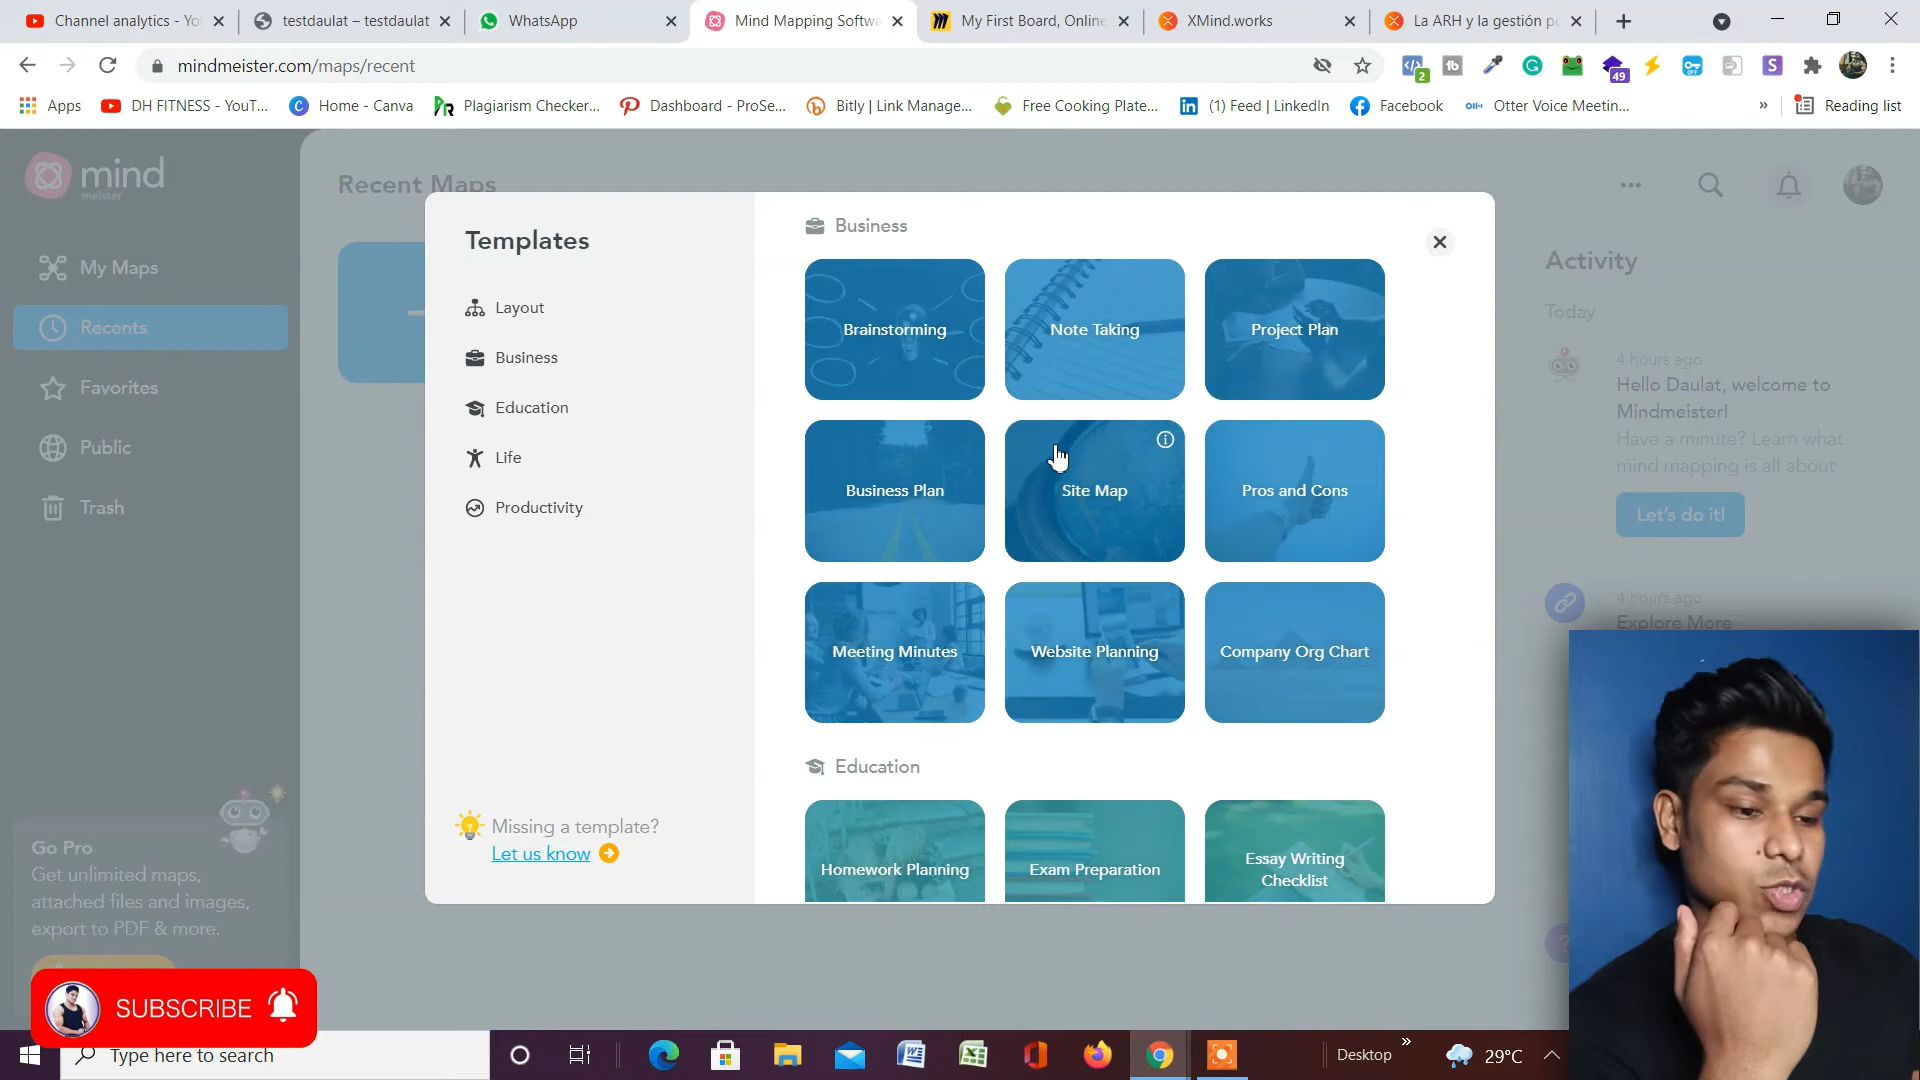 Channel analytics - Yo
testdaulat – testdaulat
WhatsApp
Mind Mapping Softwa
My First Board, Online
XMind.works
La ARH y la gestión po
mindmeister.com/maps/recent
2
tb
49
OFF
S
Apps
DH FITNESS - YouT...
Home - Canva
Plagiarism Checker...
Dashboard - ProSe...
Bitly | Link Manage...
Free Cooking Plate...
(1) Feed | LinkedIn
Facebook
Otter Voice Meetin...
»
Reading list
mind
meister
Recent Maps
My Maps
Recents
Favorites
Public
Trash
Go Pro
Get unlimited maps,
attached files and images,
export to PDF & more.
Templates
Layout
Business
Education
Life
Productivity
Missing a template?
Let us know
Business
Brainstorming
Note Taking
Project Plan
Business Plan
Site Map
Pros and Cons
Meeting Minutes
Website Planning
Company Org Chart
Education
Homework Planning
Exam Preparation
Essay Writing
Checklist
Activity
Today
4 hours ago
Hello Daulat, welcome to
Mindmeister!
Have a minute? Learn what
mind mapping is all about
Let's do it!
4 hours ago
Explore More
SUBSCRIBE
Type here to search
Desktop
»
29°C